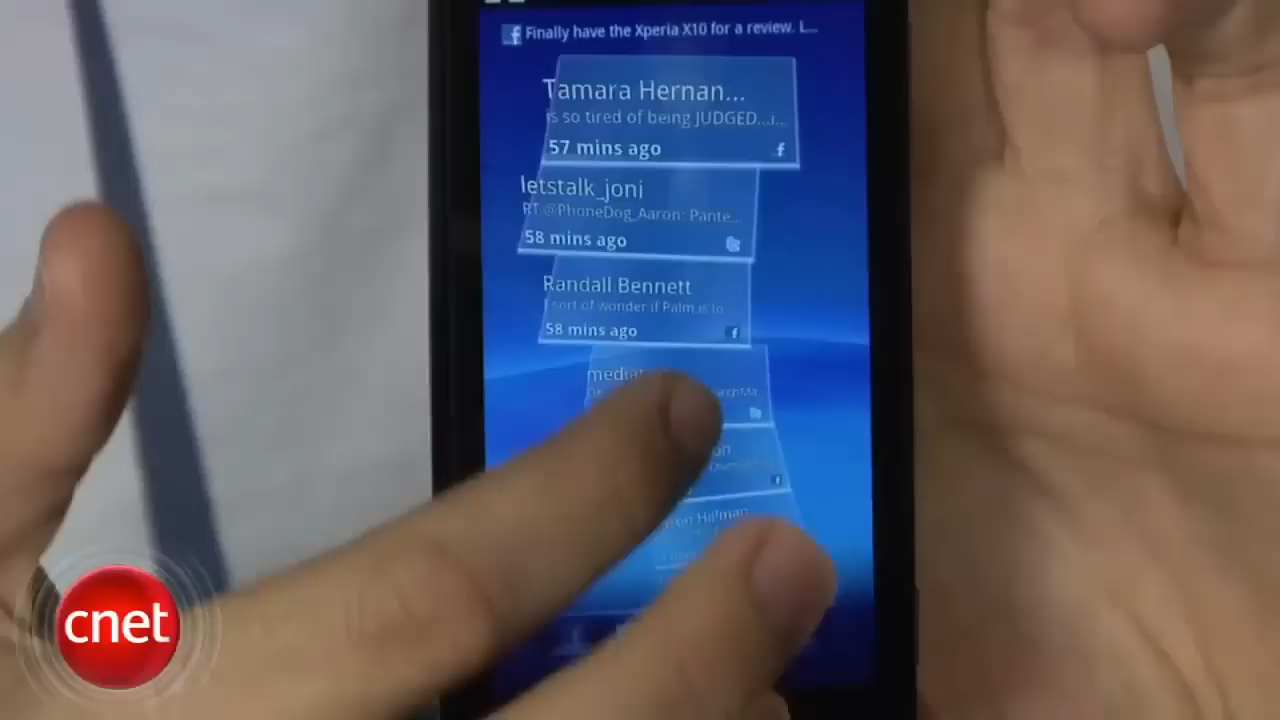 Finally have the Xperia X10 for a review. L...
Tamara Hernan...
is so tired of being JUDGED...i...
57 mins ago
letstalk_joni
RT @PhoneDog_Aaron: Pante...
58 mins ago
Randall Bennett
I sort of wonder if Palm is to
58 mins ago
Hillman
cnet